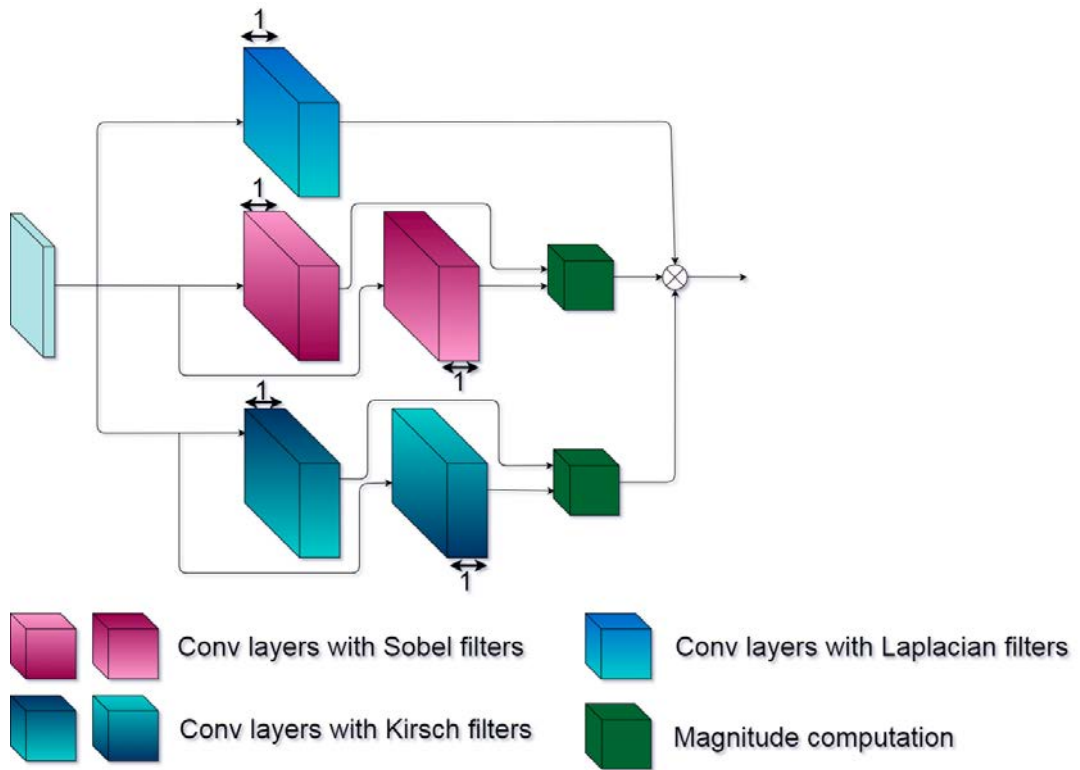 1
1
1
1
1
Conv layers with Sobel filters
Conv layers with Laplacian filters
Conv layers with Kirsch filters
Magnitude computation